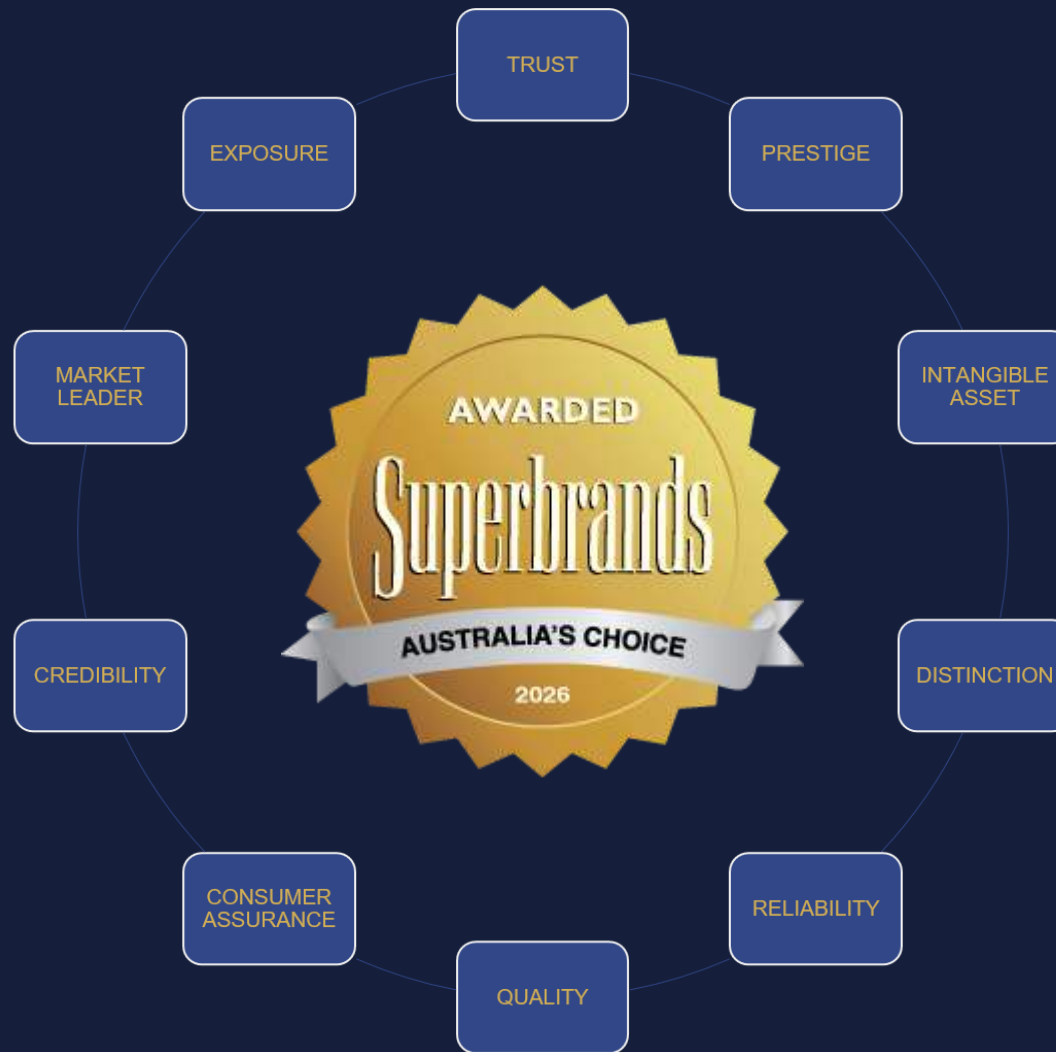 TRUST
PRESTIGE
INTANGIBLE
ASSET
DISTINCTION
RELIABILITY
QUALITY
CONSUMER
ASSURANCE
CREDIBILITY
MARKET
LEADER
EXPOSURE
AWARDED
Superbrands
AUSTRALIA'S CHOICE
2026